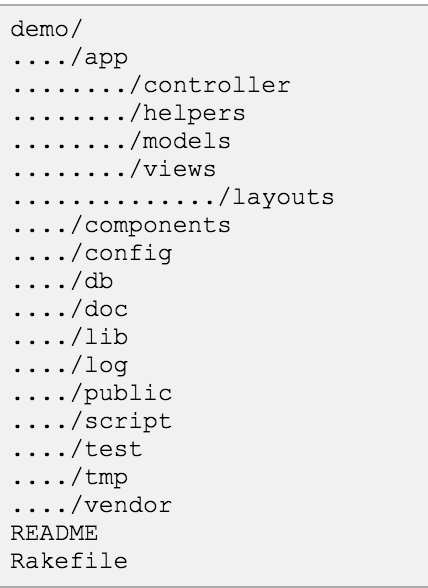 demo/
..../app
......../controller
......../helpers
......../models
......../views
............../layouts
..../components
..../config
..../db
..../doc
..../lib
..../log
..../public
..../script
..../test
..../tmp
..../vendor
README
Rakefile